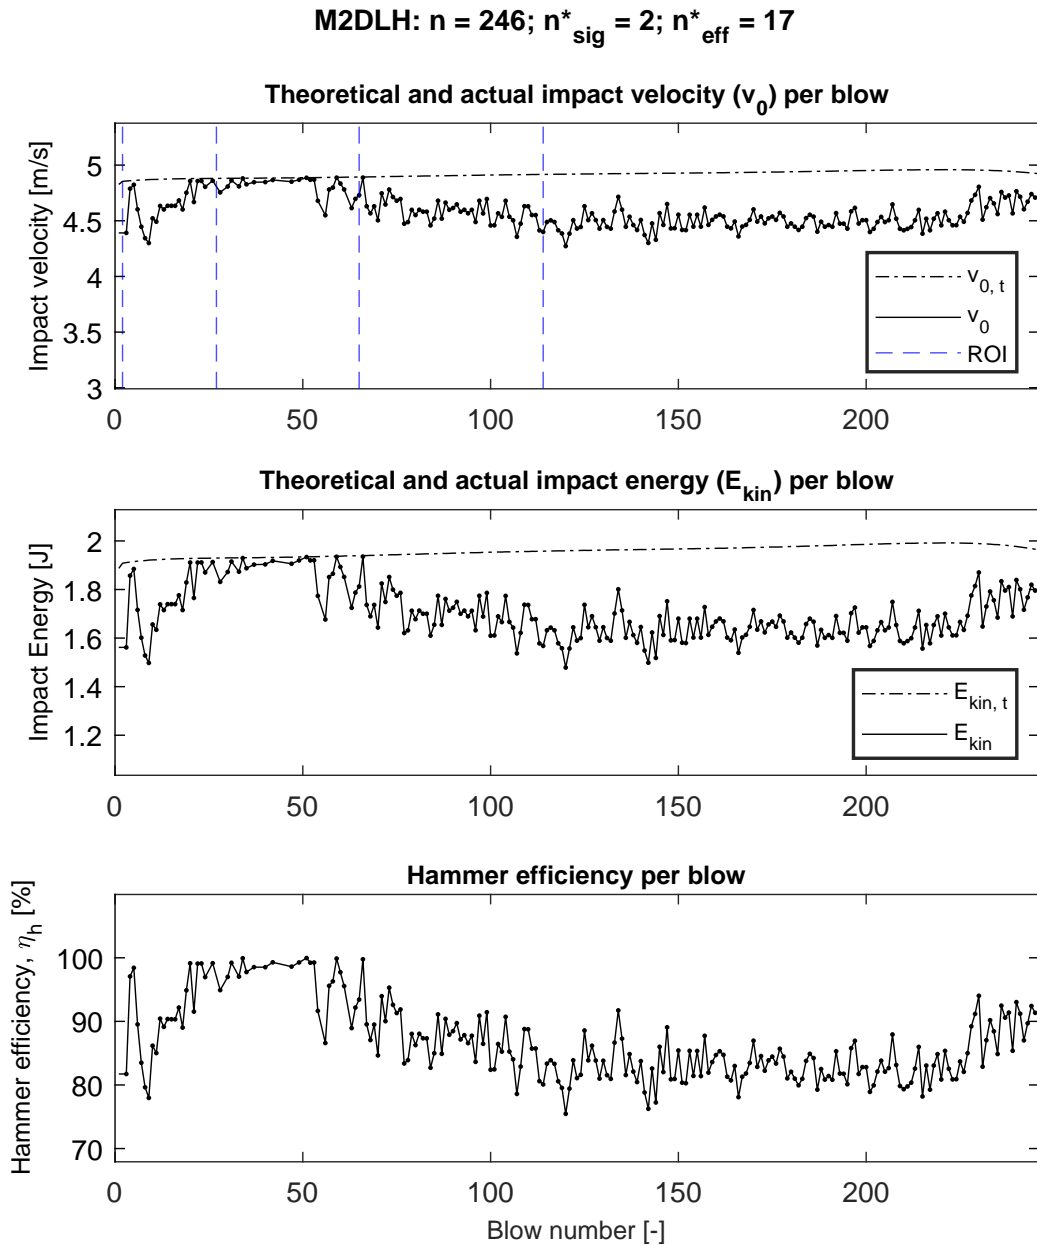 M2DLH: n = 246; n*sig = 2; n*eff = 17
Theoretical and actual impact velocity (v0) per blow
Impact velocity [m/s]
5
4.5
4
3.5
3
0 50 100 150 200
v0, t
v0
ROI
Theoretical and actual impact energy (Ekin) per blow
Impact Energy [J]
2
1.8
1.6
1.4
1.2
0 50 100 150 200
Ekin, t
Ekin
Hammer efficiency per blow
Hammer efficiency, ηh [%]
100
90
80
70
0 50 100 150 200
Blow number [-]